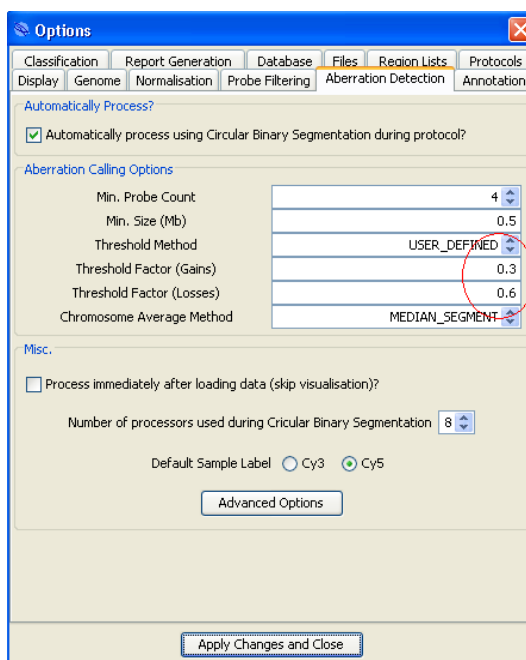 Options
Classification Report Generation Database Files Region Lists Protocols
Display Genome Normalisation Probe Filtering Aberration Detection Annotation
Automatically Process?
Automatically process using Circular Binary Segmentation during protocol?
Aberration Calling Options
Min. Probe Count 4
Min. Size (Mb) 0.5
Threshold Method USER_DEFINED
Threshold Factor (Gains) 0.3
Threshold Factor (Losses) 0.6
Chromosome Average Method MEDIAN_SEGMENT
Misc.
Process immediately after loading data (skip visualisation)?
Number of processors used during Cricular Binary Segmentation 8
Default Sample Label Cy3 Cy5
Advanced Options
Apply Changes and Close